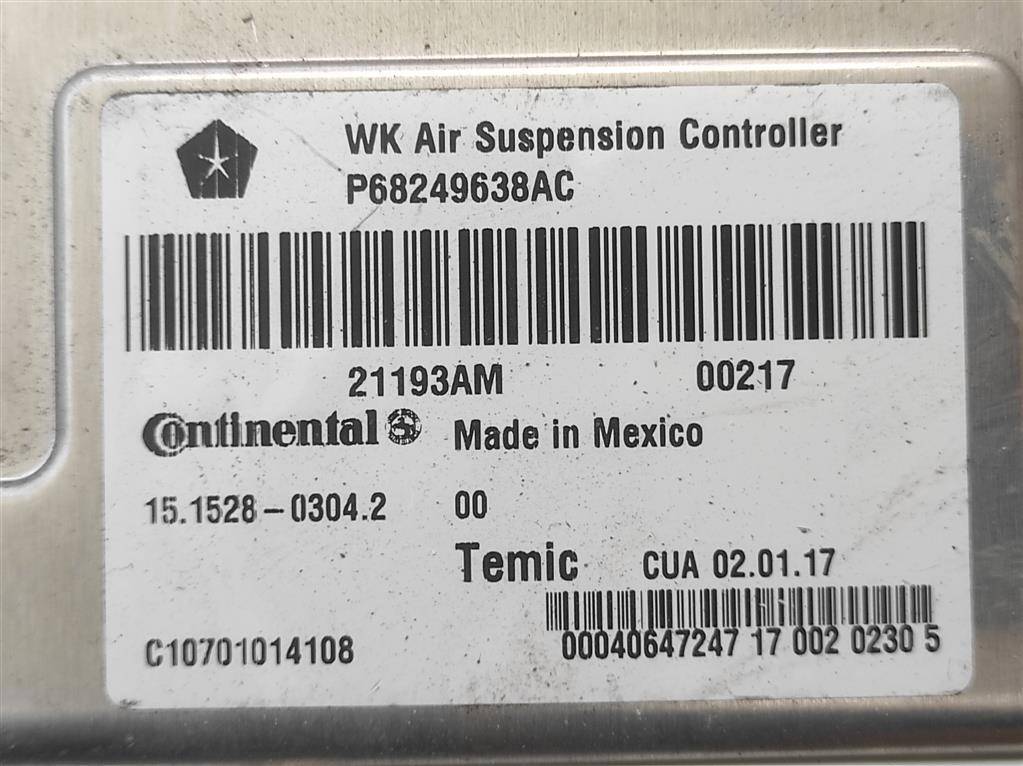 WK Air Suspension Controller
P68249638AC
21193AM 00217
Continental Made in Mexico
15.1528-0304.2 00
Temic CUA 02.01.17
C10701014108 00040647247 17 002 0230 5